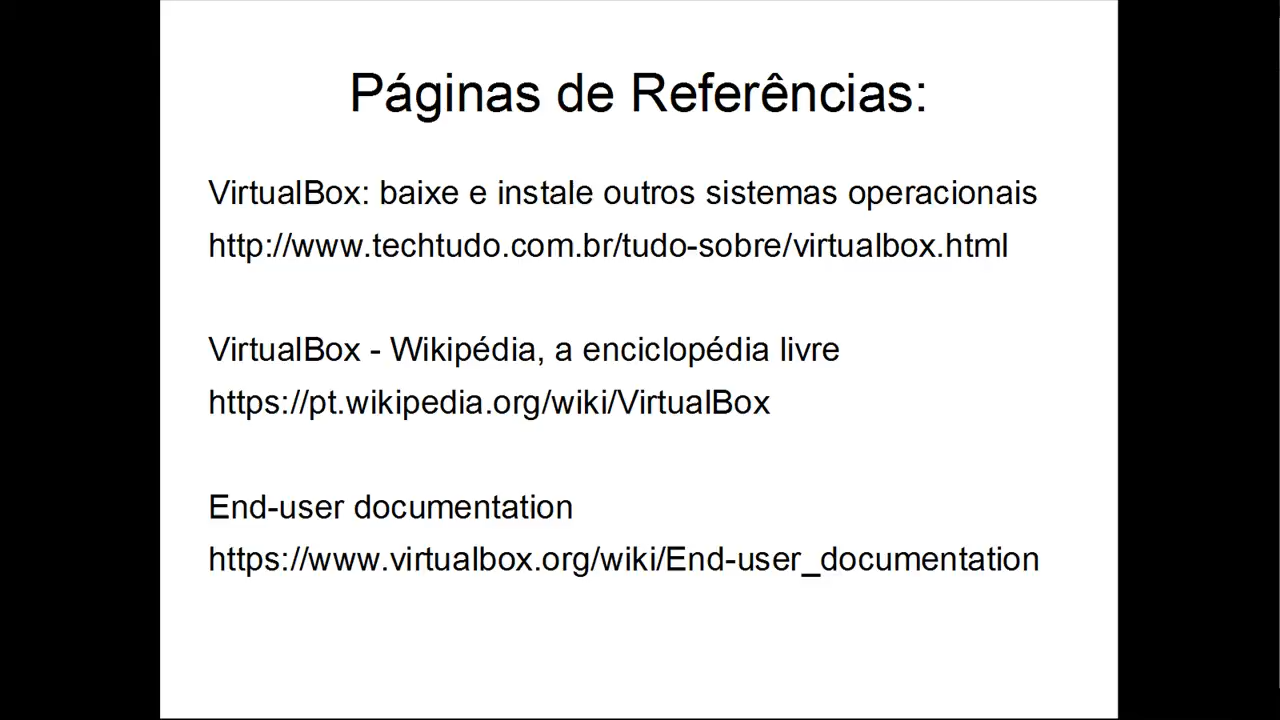 Páginas de Referências:
VirtualBox: baixe e instale outros sistemas operacionais
http://www.techtudo.com.br/tudo-sobre/virtualbox.html
VirtualBox - Wikipédia, a enciclopédia livre
https://pt.wikipedia.org/wiki/VirtualBox
End-user documentation
https://www.virtualbox.org/wiki/End-user_documentation